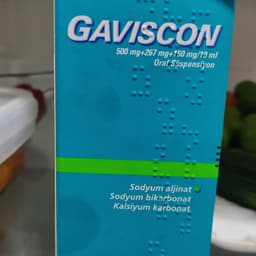 GAVISCON
500 mg+267 mg+160 mg/10 ml
Oral Süspansiyon
Sodyum aljinat
Sodyum bikarbonat
Kalsiyum karbonat